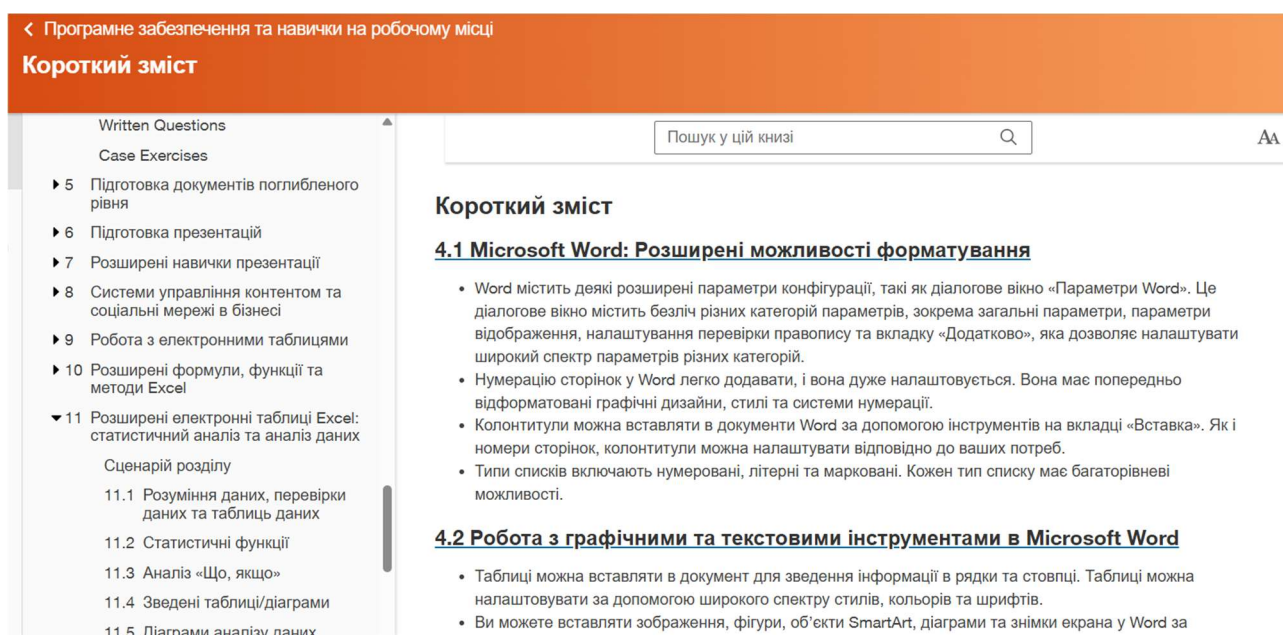 Програмне забезпечення та навички на робочому місці
Короткий зміст
Written Questions
Case Exercises
5 Підготовка документів поглибленого
рівня
6 Підготовка презентацій
7 Розширені навички презентації
8 Системи управління контентом та
соціальні мережі в бізнесі
9 Робота з електронними таблицями
10 Розширені формули, функції та
методи Excel
11 Розширені електронні таблиці Excel:
статистичний аналіз та аналіз даних
Сценарій розділу
11.1 Розуміння даних, перевірки
даних та таблиць даних
11.2 Статистичні функції
11.3 Аналіз «Що, якщо»
11.4 Зведені таблиці/діаграми
11.5 Діаграми аналізу даних
Пошук у цій книзі
AA
Короткий зміст
4.1 Microsoft Word: Розширені можливості форматування
• Word містить деякі розширені параметри конфігурації, такі як діалогове вікно «Параметри Word». Це
діалогове вікно містить безліч різних категорій параметрів, зокрема загальні параметри, параметри
відображення, налаштування перевірки правопису та вкладку «Додатково», яка дозволяє налаштувати
широкий спектр параметрів різних категорій.
• Нумерацію сторінок у Word легко додавати, і вона дуже налаштовується. Вона має попередньо
відформатовані графічні дизайни, стилі та системи нумерації.
• Колонтитули можна вставляти в документи Word за допомогою інструментів на вкладці «Вставка». Як і
номери сторінок, колонтитули можна налаштувати відповідно до ваших потреб.
• Типи списків включають нумеровані, літерні та марковані. Кожен тип списку має багаторівневі
можливості.
4.2 Робота з графічними та текстовими інструментами в Microsoft Word
• Таблиці можна вставляти в документ для зведення інформації в рядки та стовпці. Таблиці можна
налаштовувати за допомогою широкого спектру стилів, кольорів та шрифтів.
• Ви можете вставляти зображення, фігури, об’єкти SmartArt, діаграми та знімки екрана у Word за